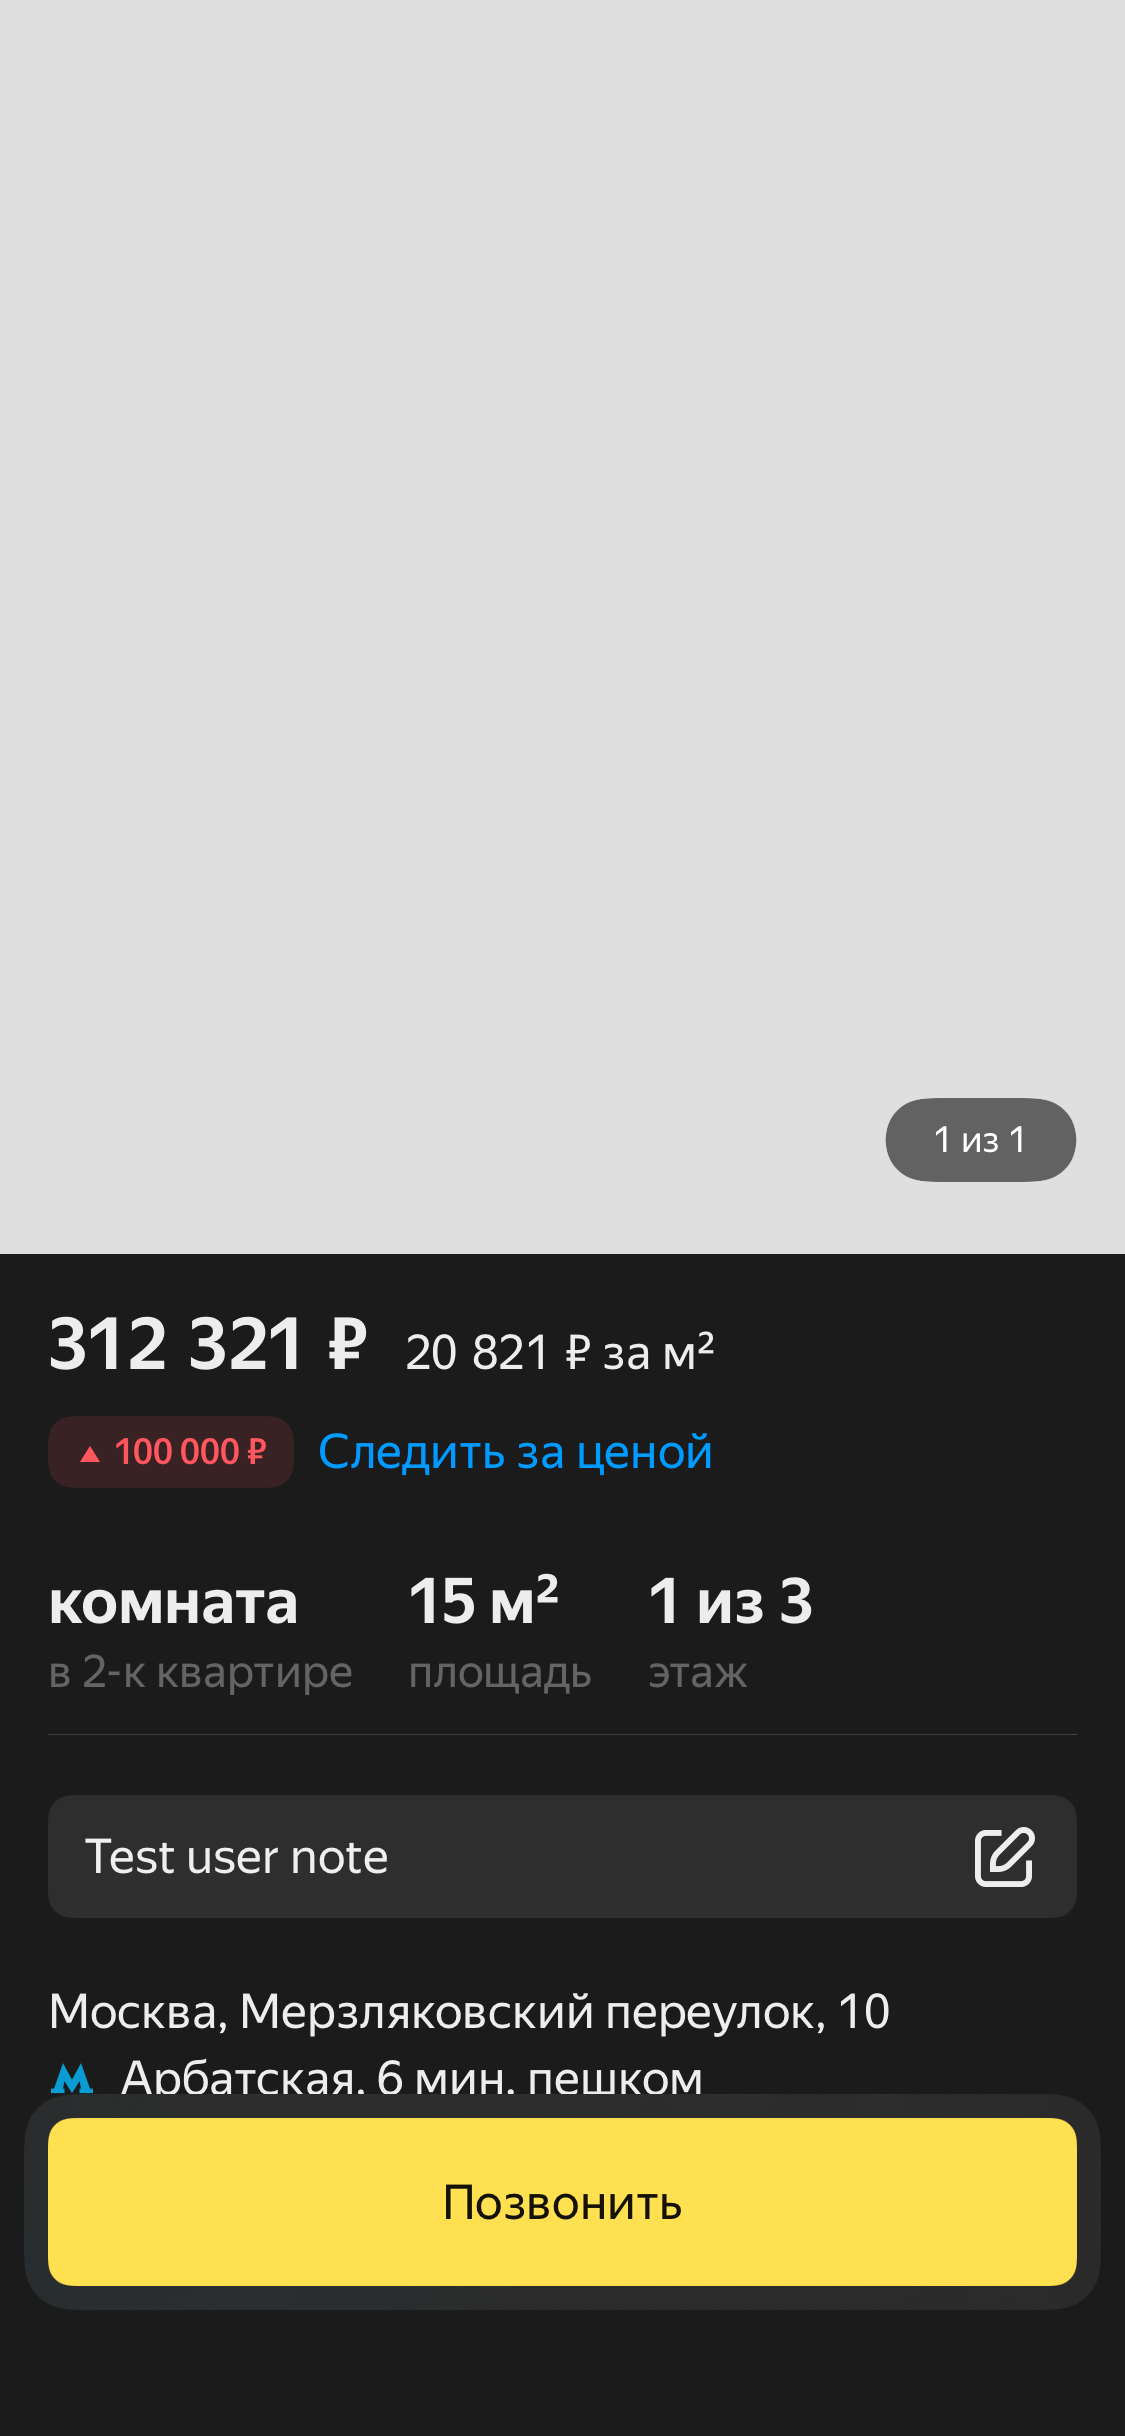 1 из 1
312 321 ₽ 20 821 ₽ за м²
100 000 ₽ Следить за ценой
комната 15 м² 1 из 3
в 2-к квартире площадь этаж
Test user note
Москва, Мерзляковский переулок, 10
Арбатская, 6 мин. пешком
Позвонить